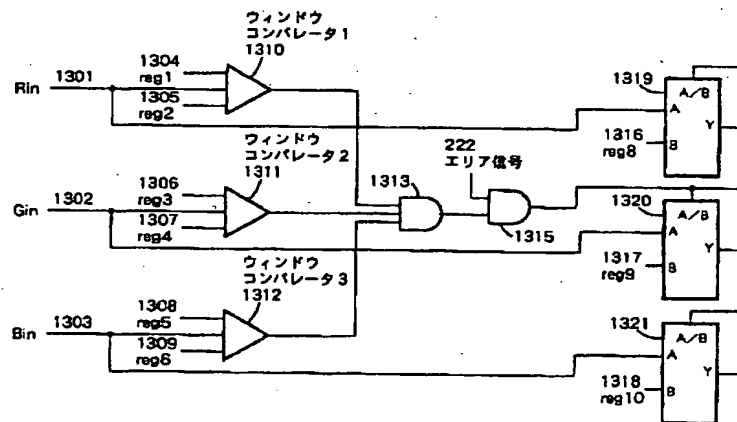 ウィンドウ
コンパレータ1
1310
1304
reg1
Rin
1301
1305
reg2
1319
A/B
A
Y
1316
reg8
B
ウィンドウ
コンパレータ2
1311
222
エリア信号
1313
1306
reg3
Gin
1302
1307
reg4
1315
1320
A/B
A
Y
1317
reg9
B
ウィンドウ
コンパレータ3
1312
1308
reg5
Bin
1303
1309
reg6
1321
A/B
A
Y
1318
reg10
B